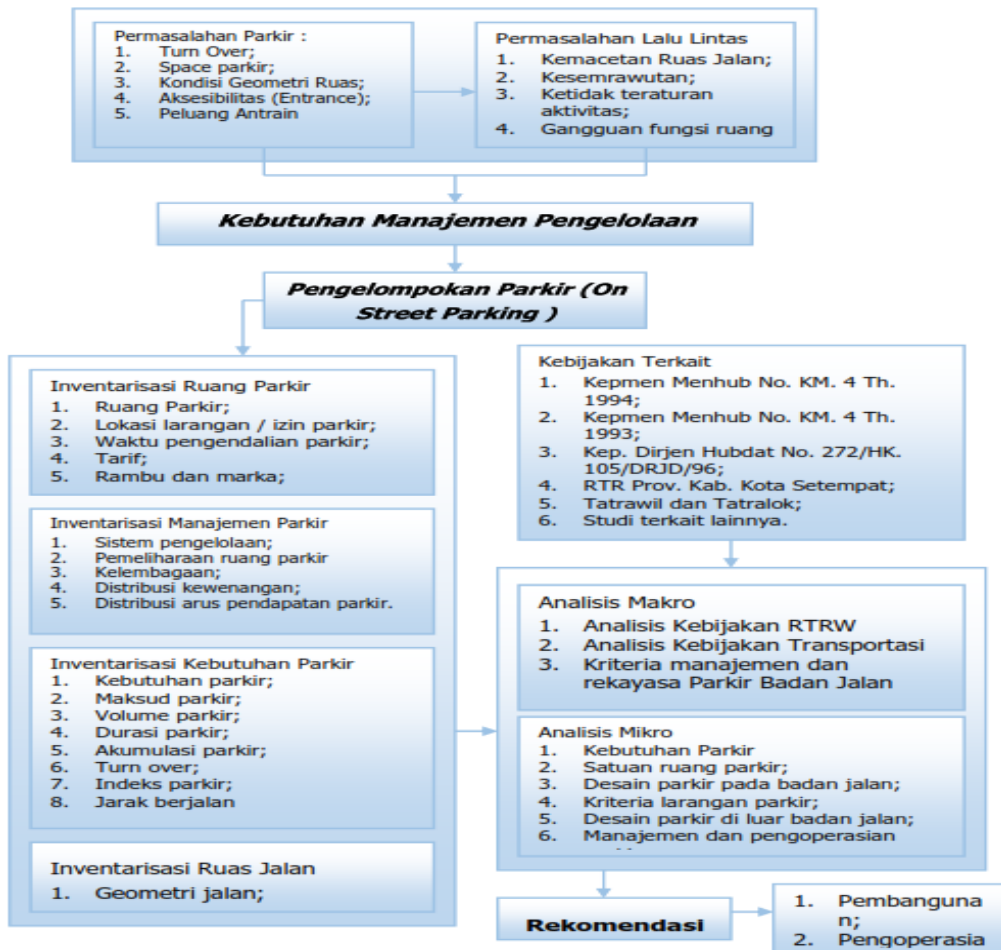 Permasalahan Parkir :
1. Turn Over;
2. Space parkir;
3. Kondisi Geometri Ruas;
4. Aksesibilitas (Entrance);
5. Peluang Antrain
Permasalahan Lalu Lintas
1. Kemacetan Ruas Jalan;
2. Kesemrawutan;
3. Ketidak teraturan
aktivitas;
4. Gangguan fungsi ruang
Kebutuhan Manajemen Pengelolaan
Pengelompokan Parkir (On
Street Parking )
Inventarisasi Ruang Parkir
1. Ruang Parkir;
2. Lokasi larangan / izin parkir;
3. Waktu pengendalian parkir;
4. Tarif;
5. Rambu dan marka;
Inventarisasi Manajemen Parkir
1. Sistem pengelolaan;
2. Pemeliharaan ruang parkir
3. Kelembagaan;
4. Distribusi kewenangan;
5. Distribusi arus pendapatan parkir.
Inventarisasi Kebutuhan Parkir
1. Kebutuhan parkir;
2. Maksud parkir;
3. Volume parkir;
4. Durasi parkir;
5. Akumulasi parkir;
6. Turn over;
7. Indeks parkir;
8. Jarak berjalan
Inventarisasi Ruas Jalan
1. Geometri jalan;
Kebijakan Terkait
1. Kepmen Menhub No. KM. 4 Th.
1994;
2. Kepmen Menhub No. KM. 4 Th.
1993;
3. Kep. Dirjen Hubdat No. 272/HK.
105/DRJD/96;
4. RTR Prov. Kab. Kota Setempat;
5. Tatrawil dan Tatralok;
6. Studi terkait lainnya.
Analisis Makro
1. Analisis Kebijakan RTRW
2. Analisis Kebijakan Transportasi
3. Kriteria manajemen dan
rekayasa Parkir Badan Jalan
Analisis Mikro
1. Kebutuhan Parkir
2. Satuan ruang parkir;
3. Desain parkir pada badan jalan;
4. Kriteria larangan parkir;
5. Desain parkir di luar badan jalan;
6. Manajemen dan pengoperasian
Rekomendasi
1. Pembanguna
n;
2. Pengoperasia